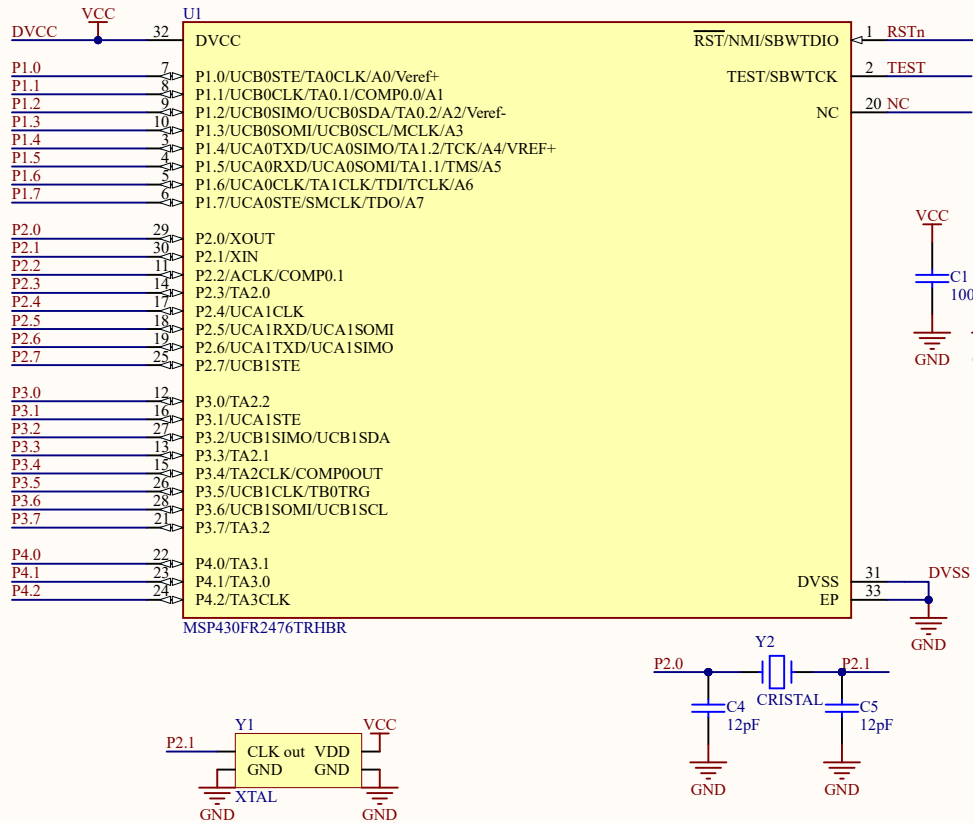 U1
VCC
DVCC 32 DVCC
RST/NMI/SBWTDIO 1 RSTn
TEST/SBWTCK 2 TEST
NC 20 NC
P1.0 7 P1.0/UCB0STE/TA0CLK/A0/Veref+
P1.1 8 P1.1/UCB0CLK/TA0.1/COMP0.0/A1
P1.2 9 P1.2/UCB0SIMO/UCB0SDA/TA0.2/A2/Veref-
P1.3 10 P1.3/UCB0SOMI/UCB0SCL/MCLK/A3
P1.4 3 P1.4/UCA0TXD/UCA0SIMO/TA1.2/TCK/A4/VREF+
P1.5 4 P1.5/UCA0RXD/UCA0SOMI/TA1.1/TMS/A5
P1.6 5 P1.6/UCA0CLK/TA1CLK/TDI/TCLK/A6
P1.7 6 P1.7/UCA0STE/SMCLK/TDO/A7
P2.0 29 P2.0/XOUT
P2.1 30 P2.1/XIN
P2.2 11 P2.2/ACLK/COMP0.1
P2.3 14 P2.3/TA2.0
P2.4 17 P2.4/UCA1CLK
P2.5 18 P2.5/UCA1RXD/UCA1SOMI
P2.6 19 P2.6/UCA1TXD/UCA1SIMO
P2.7 25 P2.7/UCB1STE
P3.0 12 P3.0/TA2.2
P3.1 16 P3.1/UCA1STE
P3.2 27 P3.2/UCB1SIMO/UCB1SDA
P3.3 13 P3.3/TA2.1
P3.4 15 P3.4/TA2CLK/COMP0OUT
P3.5 26 P3.5/UCB1CLK/TB0TRG
P3.6 28 P3.6/UCB1SOMI/UCB1SCL
P3.7 21 P3.7/TA3.2
P4.0 22 P4.0/TA3.1
P4.1 23 P4.1/TA3.0
P4.2 24 P4.2/TA3CLK
DVSS 31 DVSS
EP 33
GND
MSP430FR2476TRHBR
VCC
C1
100
GND
Y2
P2.0 P2.1
CRISTAL
C4
12pF
C5
12pF
GND GND
Y1
VCC
P2.1 CLK out VDD
GND GND
XTAL
GND GND